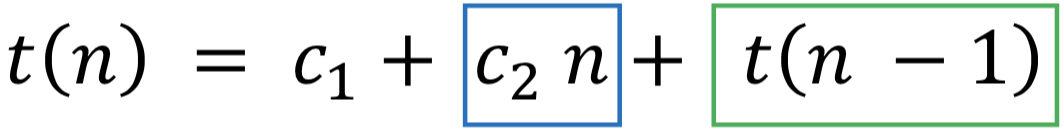 t(n) = c₁ + c₂ n + t(n − 1)